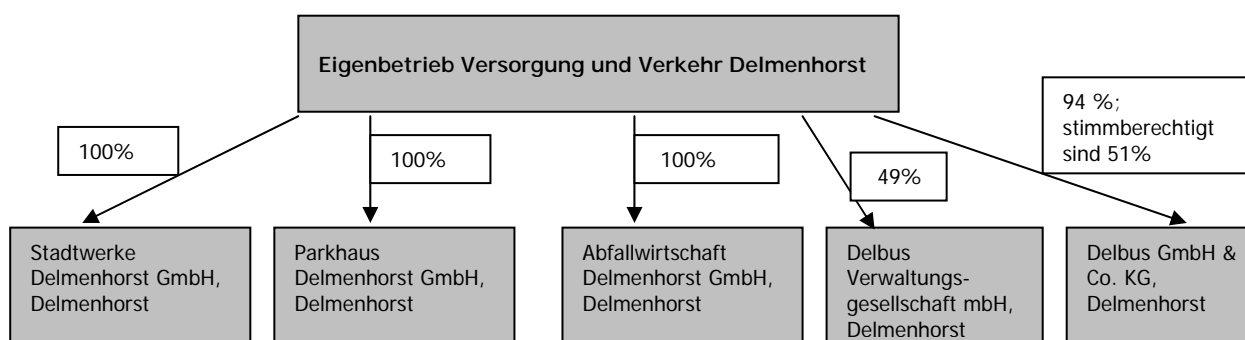 Eigenbetrieb Versorgung und Verkehr Delmenhorst
100%
100%
100%
49%
94 %;
stimmberechtigt
sind 51%
Stadtwerke
Delmenhorst GmbH,
Delmenhorst
Parkhaus
Delmenhorst GmbH,
Delmenhorst
Abfallwirtschaft
Delmenhorst GmbH,
Delmenhorst
Delbus
Verwaltungs-
gesellschaft mbH,
Delmenhorst
Delbus GmbH &
Co. KG,
Delmenhorst